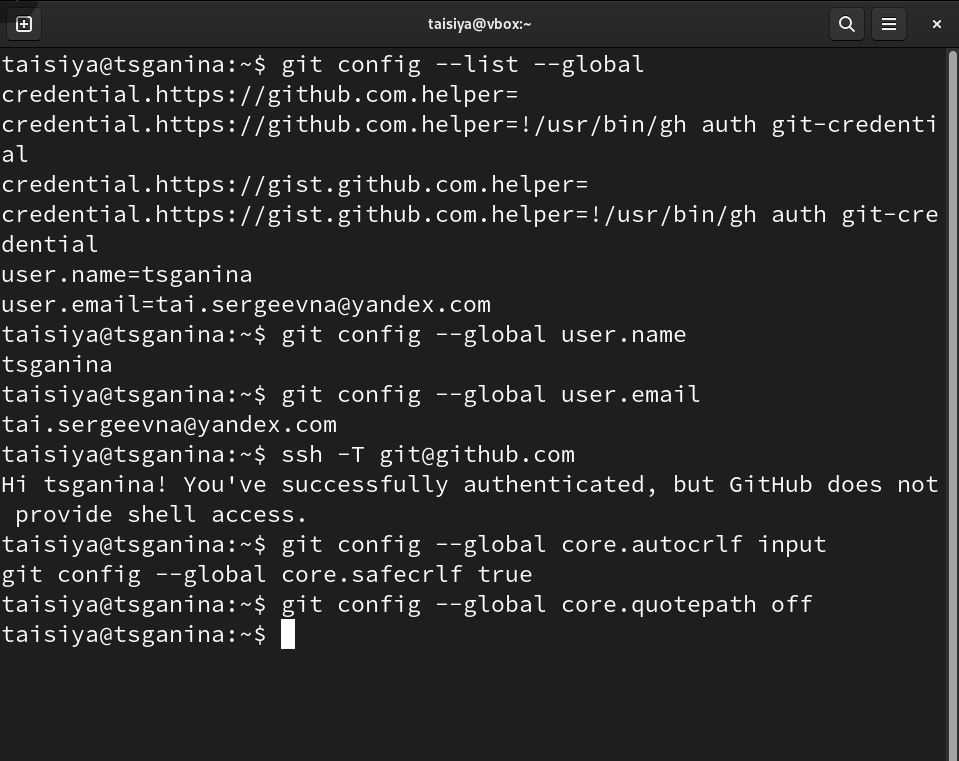 taisiya@vbox:~
taisiya@tsganina:~$ git config --list --global
credential.https://github.com.helper=
credential.https://github.com.helper=!/usr/bin/gh auth git-credenti
al
credential.https://gist.github.com.helper=
credential.https://gist.github.com.helper=!/usr/bin/gh auth git-cre
dential
user.name=tsganina
user.email=tai.sergeevna@yandex.com
taisiya@tsganina:~$ git config --global user.name
tsganina
taisiya@tsganina:~$ git config --global user.email
tai.sergeevna@yandex.com
taisiya@tsganina:~$ ssh -T git@github.com
Hi tsganina! You've successfully authenticated, but GitHub does not
 provide shell access.
taisiya@tsganina:~$ git config --global core.autocrlf input
git config --global core.safecrlf true
taisiya@tsganina:~$ git config --global core.quotepath off
taisiya@tsganina:~$